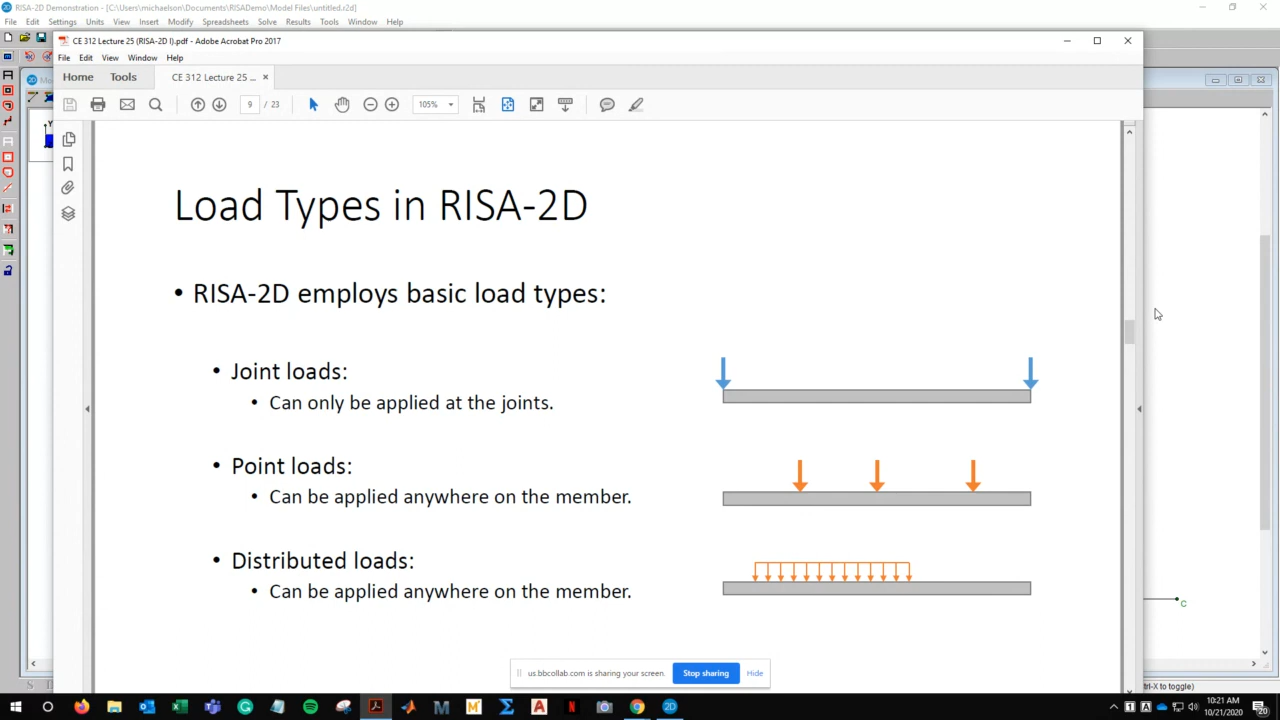 RISA-2D Demonstration - [C:\Users\michaelson\Documents\RISADemo\Model Files\untitled.r2d]
File Edit Settings Units View Insert Modify Spreadsheets Solve Results Tools Window Help
CE 312 Lecture 25 (RISA-2D I).pdf - Adobe Acrobat Pro 2017
File Edit View Window Help
Home Tools CE 312 Lecture 25 ... ×
9 / 23 105%
Load Types in RISA-2D
• RISA-2D employs basic load types:
• Joint loads:
• Can only be applied at the joints.
• Point loads:
• Can be applied anywhere on the member.
• Distributed loads:
• Can be applied anywhere on the member.
Y
C
us.bbcollab.com is sharing your screen. Stop sharing Hide
S
trl-X to toggle)
10:21 AM
10/21/2020
20